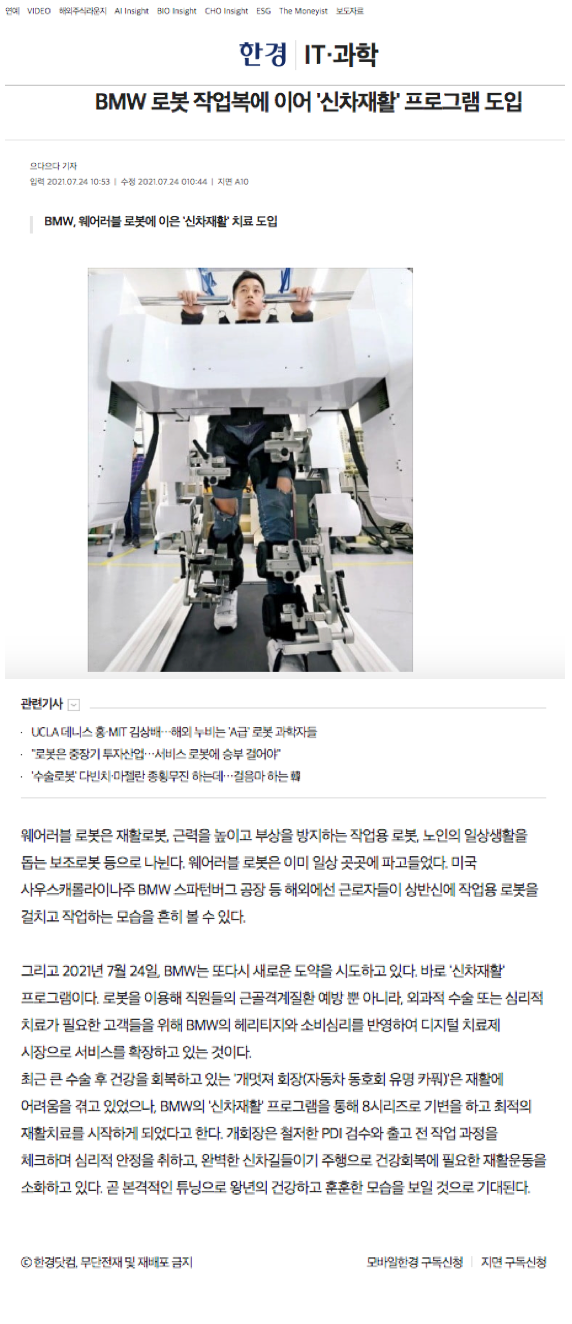 연예 VIDEO 해외주식라운지 AI Insight BIO Insight CHO Insight ESG The Moneyist 보도자료
한경 | IT·과학
BMW 로봇 작업복에 이어 '신차재활' 프로그램 도입
으다으다 기자
입력 2021.07.24 10:53 | 수정 2021.07.24 010:44 | 지면 A10
BMW, 웨어러블 로봇에 이은 '신차재활' 치료 도입
관련기사
· UCLA 데니스 홍·MIT 김상배…해외 누비는 'A급' 로봇 과학자들
· "로봇은 중장기 투자산업…서비스 로봇에 승부 걸어야"
· '수술로봇' 다빈치·마젤란 종횡무진 하는데…걸음마 하는 韓
웨어러블 로봇은 재활로봇, 근력을 높이고 부상을 방지하는 작업용 로봇, 노인의 일상생활을
돕는 보조로봇 등으로 나뉜다. 웨어러블 로봇은 이미 일상 곳곳에 파고들었다. 미국
사우스캐롤라이나주 BMW 스파턴버그 공장 등 해외에선 근로자들이 상반신에 작업용 로봇을
걸치고 작업하는 모습을 흔히 볼 수 있다.
그리고 2021년 7월 24일, BMW는 또다시 새로운 도약을 시도하고 있다. 바로 '신차재활'
프로그램이다. 로봇을 이용해 직원들의 근골격계질환 예방 뿐 아니라, 외과적 수술 또는 심리적
치료가 필요한 고객들을 위해 BMW의 헤리티지와 소비심리를 반영하여 디지털 치료제
시장으로 서비스를 확장하고 있는 것이다.
최근 큰 수술 후 건강을 회복하고 있는 '개멋져 회장(자동차 동호회 유명 카꿔)'은 재활에
어려움을 겪고 있었으나, BMW의 '신차재활' 프로그램을 통해 8시리즈로 기변을 하고 최적의
재활치료를 시작하게 되었다고 한다. 개회장은 철저한 PDI 검수와 출고 전 작업 과정을
체크하며 심리적 안정을 취하고, 완벽한 신차길들이기 주행으로 건강회복에 필요한 재활운동을
소화하고 있다. 곧 본격적인 튜닝으로 왕년의 건강하고 훈훈한 모습을 보일 것으로 기대된다.
ⓒ 한경닷컴, 무단전재 및 재배포 금지 모바일한경 구독신청 | 지면 구독신청